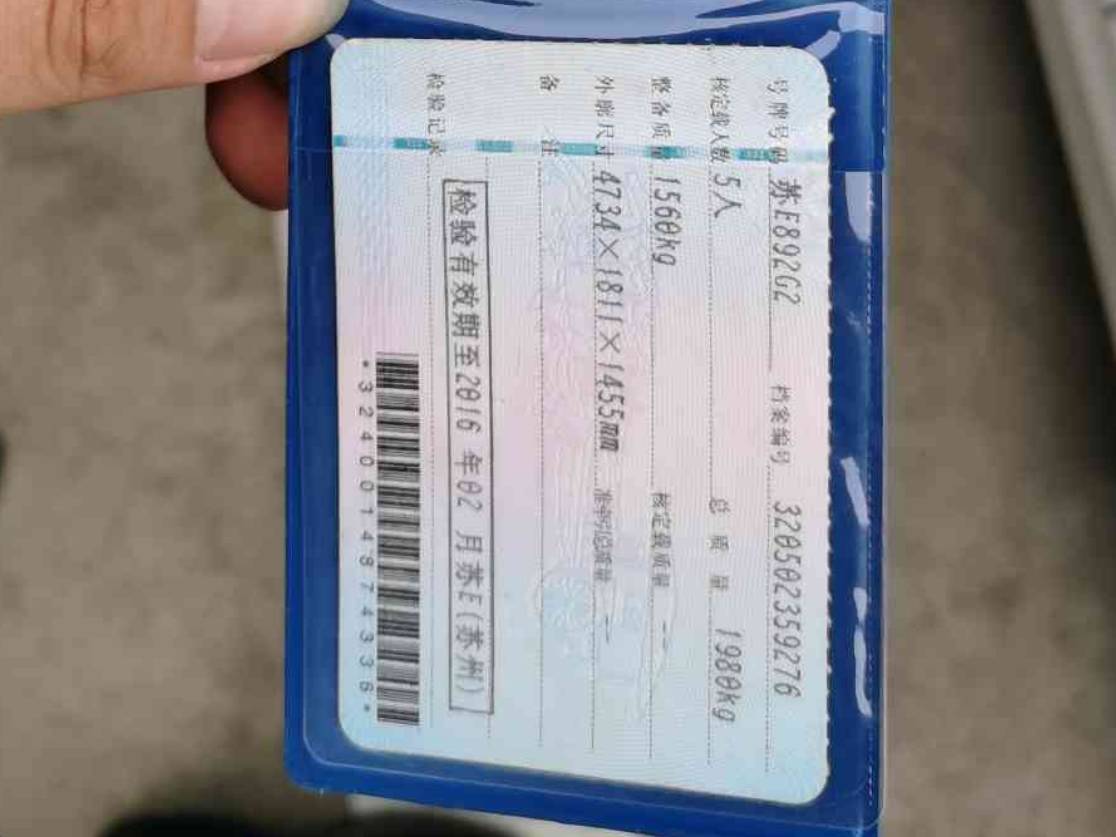 号牌号码 苏E892G2 档案编号 320502359276
核定载人数 5人 总质量 1980kg
整备质量 1560kg 核定载质量 --
外廓尺寸 4734×1811×1455mm 准牵引总质量 --
备注
检验记录 检验有效期至2016年02月苏E(苏州)
*3240014874336*